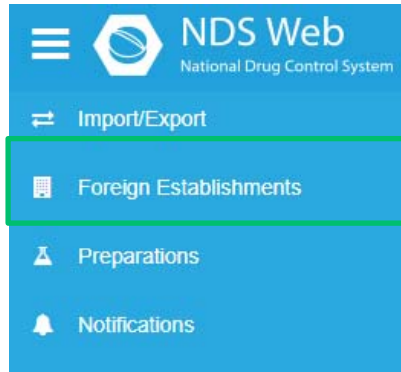 NDS Web
National Drug Control System
Import/Export
Foreign Establishments
Preparations
Notifications